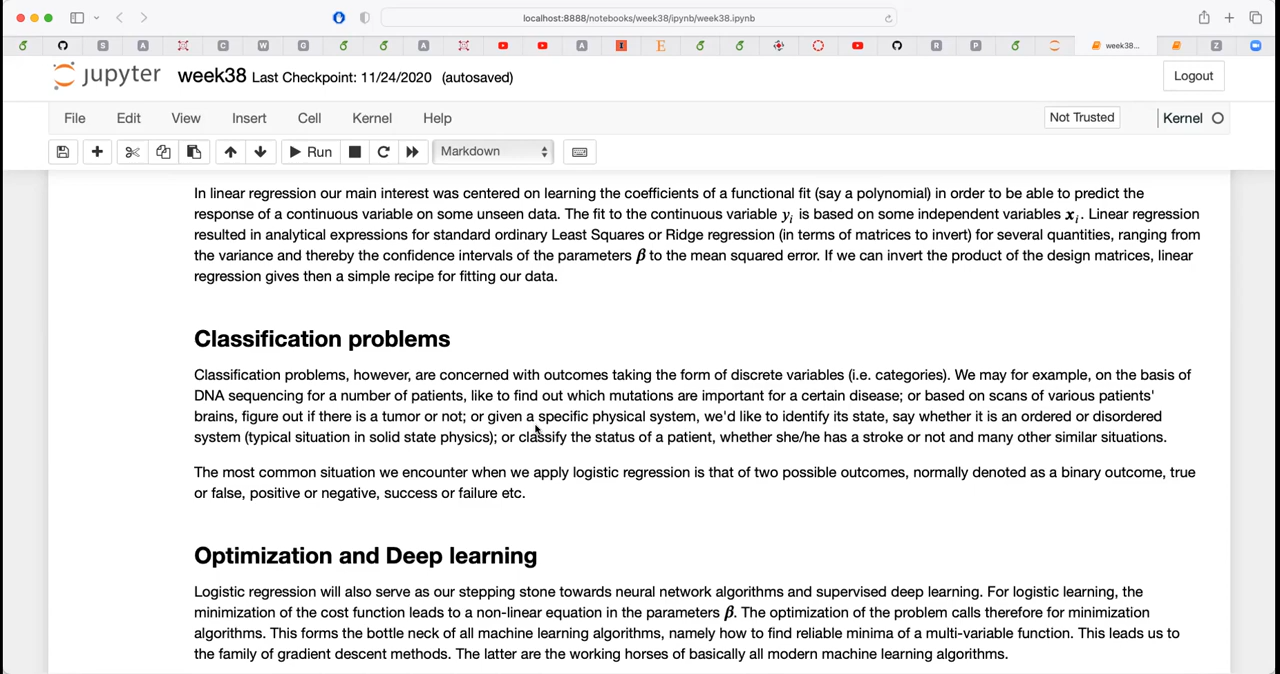 localhost:8888/notebooks/week38/ipynb/week38.ipynb
S A C W G A A I E R P week38... Z
jupyter week38 Last Checkpoint: 11/24/2020 (autosaved) Logout
File Edit View Insert Cell Kernel Help Not Trusted Kernel
Run Markdown
In linear regression our main interest was centered on learning the coefficients of a functional fit (say a polynomial) in order to be able to predict the
response of a continuous variable on some unseen data. The fit to the continuous variable yᵢ is based on some independent variables xᵢ. Linear regression
resulted in analytical expressions for standard ordinary Least Squares or Ridge regression (in terms of matrices to invert) for several quantities, ranging from
the variance and thereby the confidence intervals of the parameters β to the mean squared error. If we can invert the product of the design matrices, linear
regression gives then a simple recipe for fitting our data.
Classification problems
Classification problems, however, are concerned with outcomes taking the form of discrete variables (i.e. categories). We may for example, on the basis of
DNA sequencing for a number of patients, like to find out which mutations are important for a certain disease; or based on scans of various patients'
brains, figure out if there is a tumor or not; or given a specific physical system, we'd like to identify its state, say whether it is an ordered or disordered
system (typical situation in solid state physics); or classify the status of a patient, whether she/he has a stroke or not and many other similar situations.
The most common situation we encounter when we apply logistic regression is that of two possible outcomes, normally denoted as a binary outcome, true
or false, positive or negative, success or failure etc.
Optimization and Deep learning
Logistic regression will also serve as our stepping stone towards neural network algorithms and supervised deep learning. For logistic learning, the
minimization of the cost function leads to a non-linear equation in the parameters β. The optimization of the problem calls therefore for minimization
algorithms. This forms the bottle neck of all machine learning algorithms, namely how to find reliable minima of a multi-variable function. This leads us to
the family of gradient descent methods. The latter are the working horses of basically all modern machine learning algorithms.